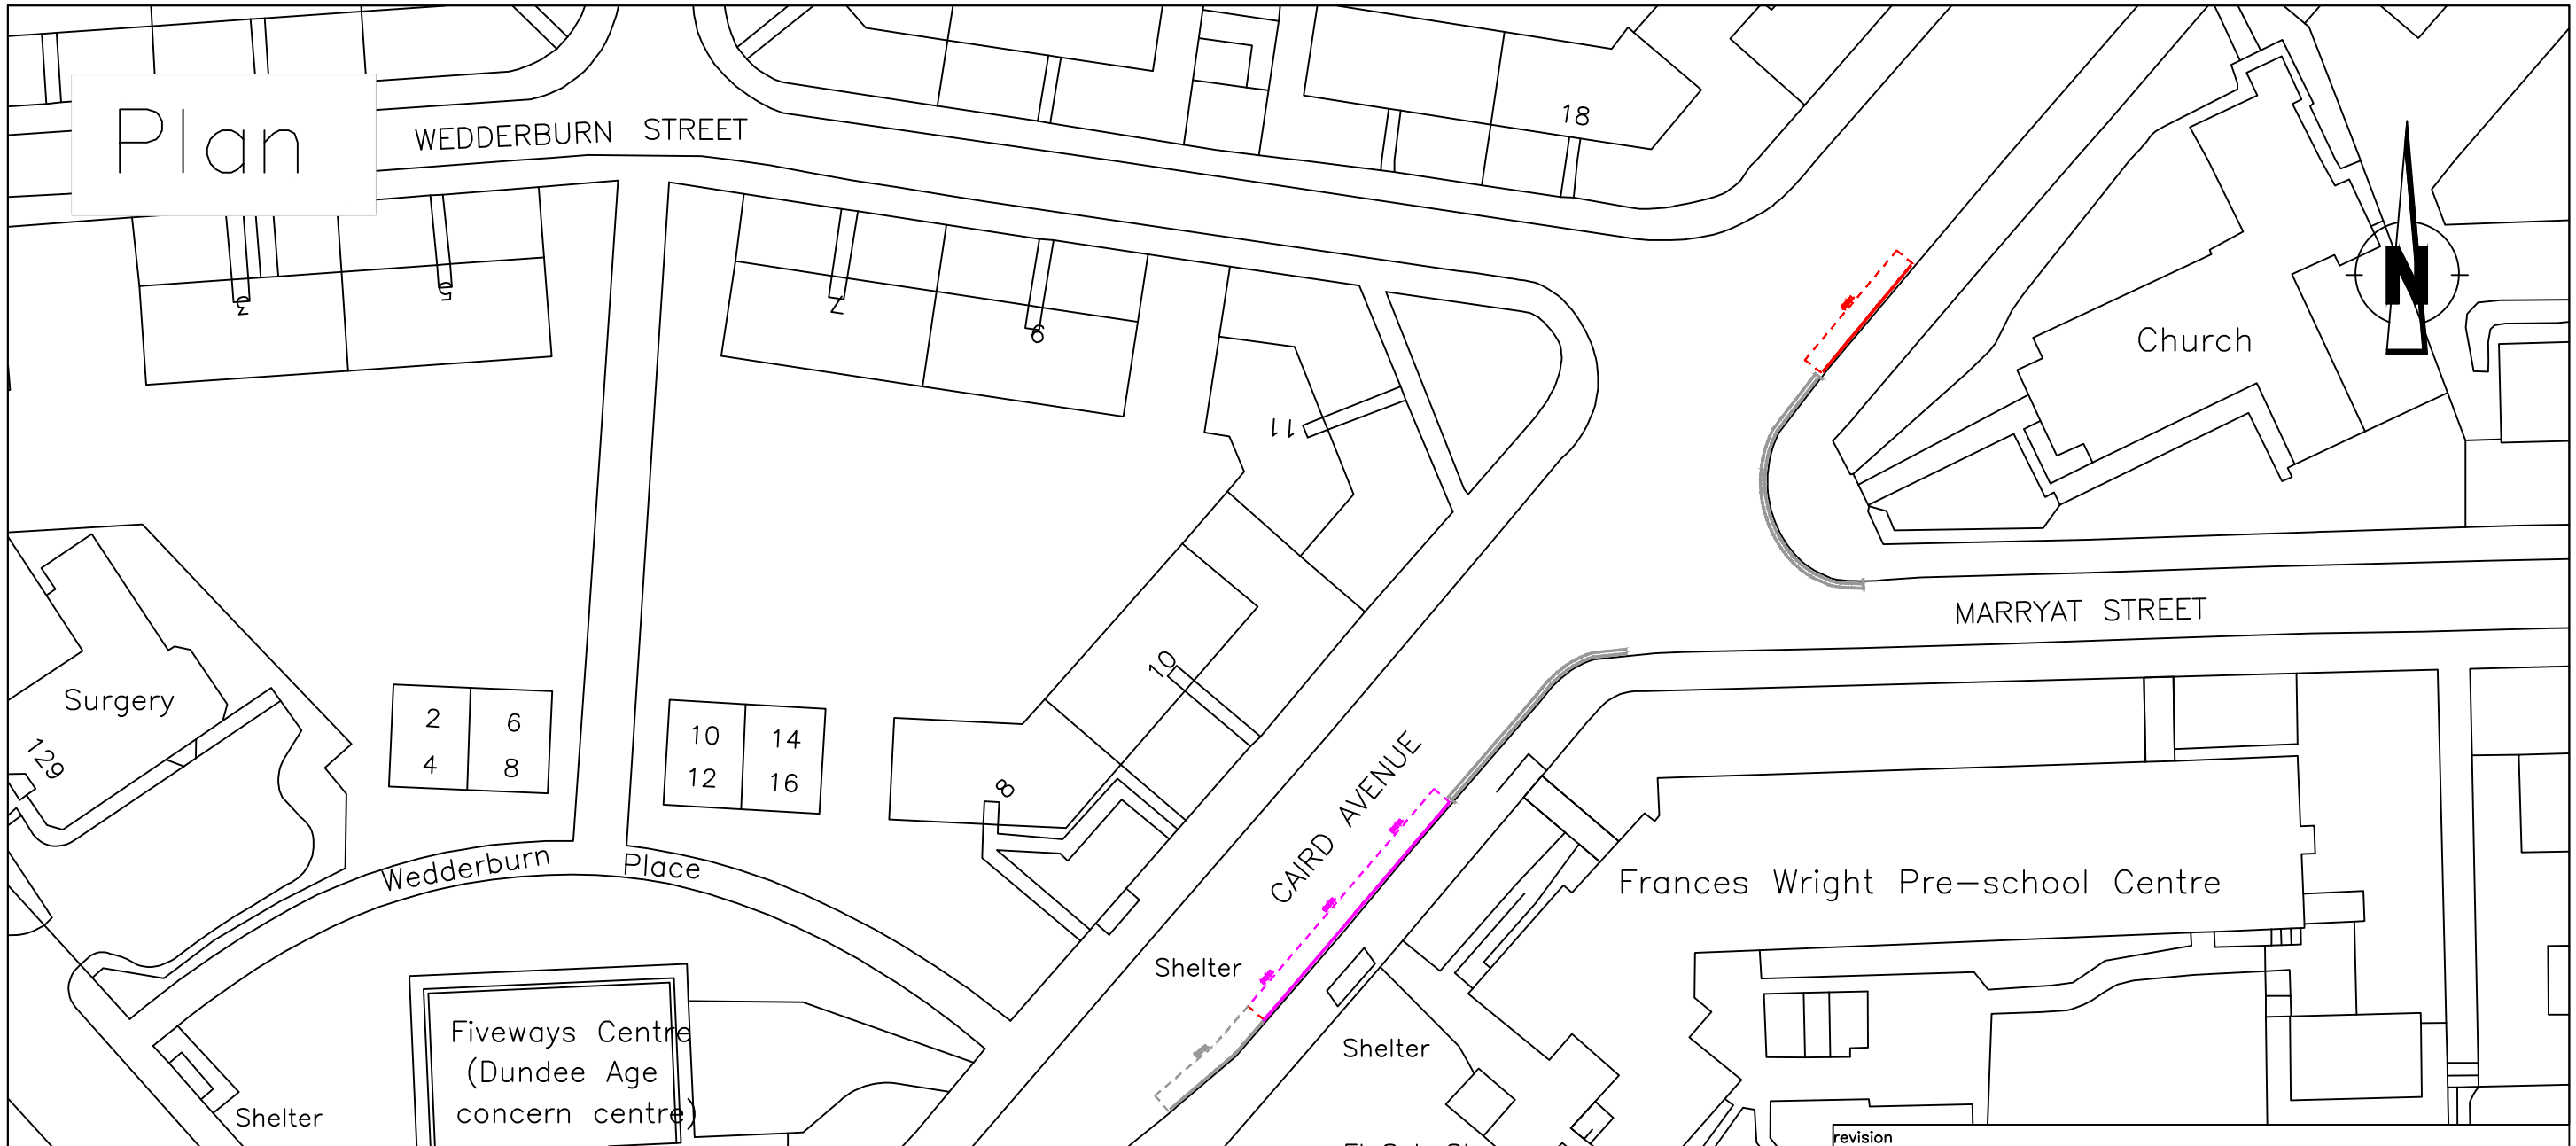 Plan
WEDDERBURN STREET
18
3
5
7
9
N
Church
11
MARRYAT STREET
10
Surgery
129
2 6
4 8
10 14
12 16
8
CAIRD AVENUE
Wedderburn Place
Frances Wright Pre-school Centre
Shelter
Fiveways Centre
(Dundee Age
concern centre)
Shelter
Shelter
revision